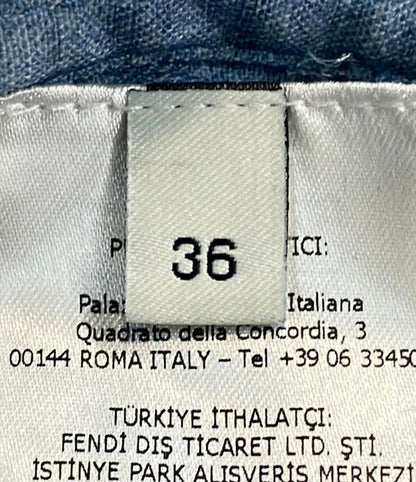 36
ICI:
Italiana
Quadrato della Concordia, 3
00144 ROMA ITALY – Tel +39 06 33450
TÜRKİYE İTHALATÇI:
FENDİ DIŞ TİCARET LTD. ŞTİ.
İSTİNYE PARK ALIŞVERİŞ MERKEZİ